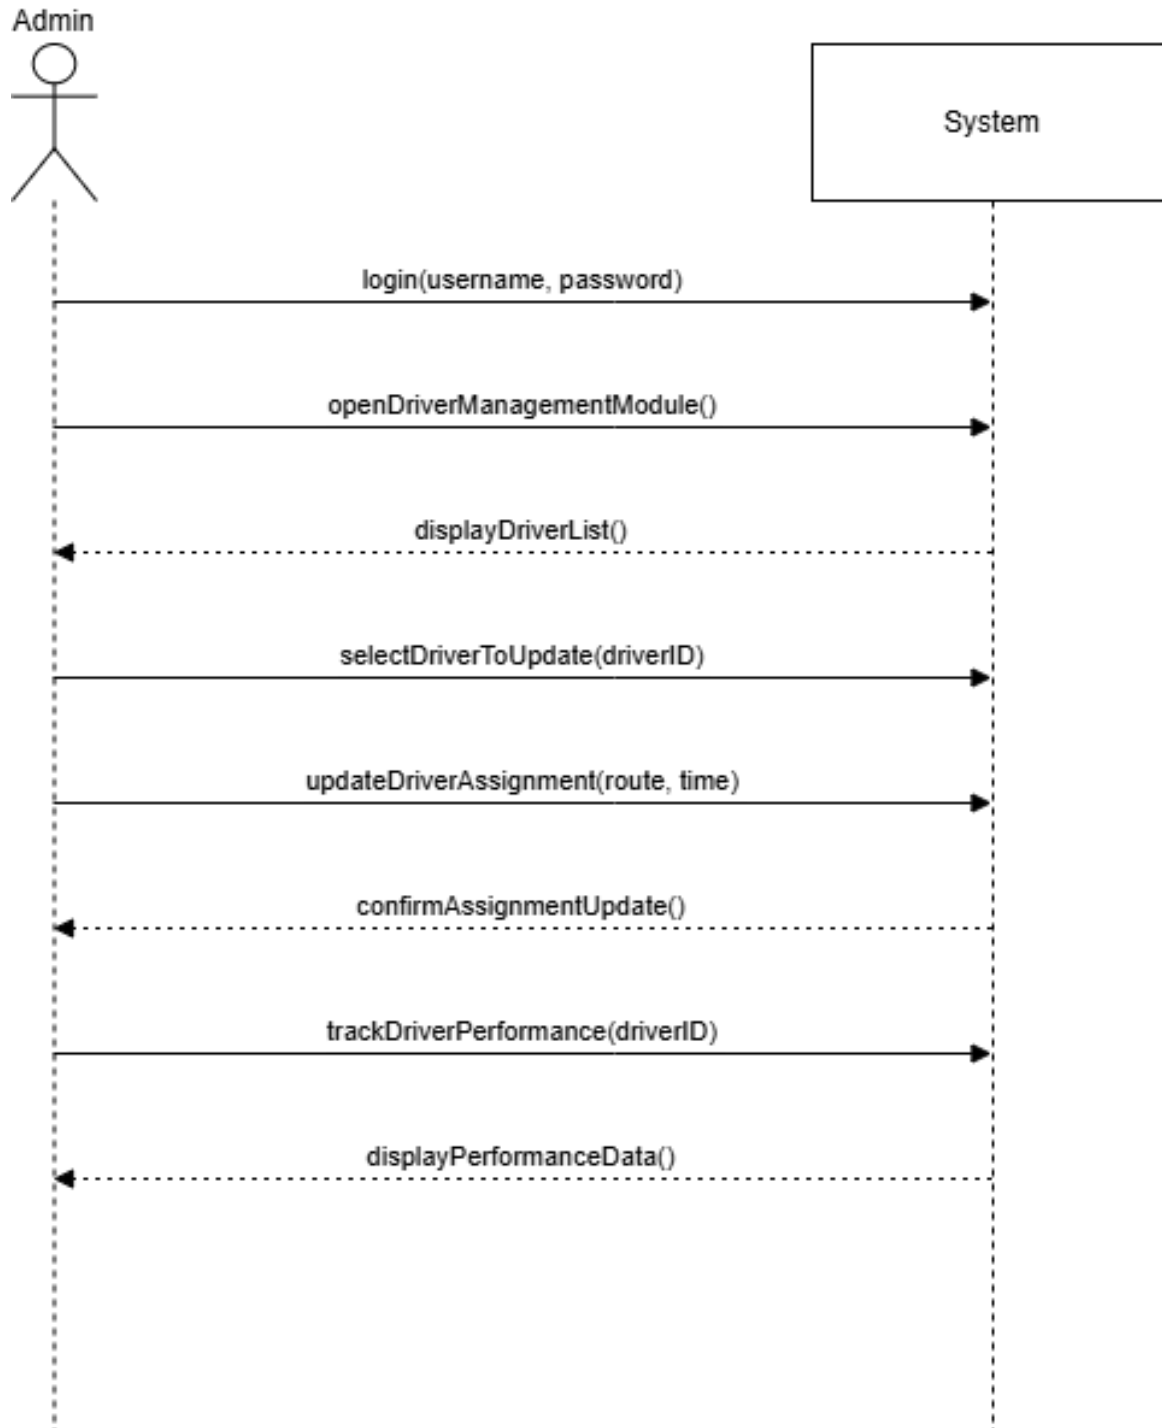 Admin
System
login(username, password)
openDriverManagementModule()
displayDriverList()
selectDriverToUpdate(driverID)
updateDriverAssignment(route, time)
confirmAssignmentUpdate()
trackDriverPerformance(driverID)
displayPerformanceData()